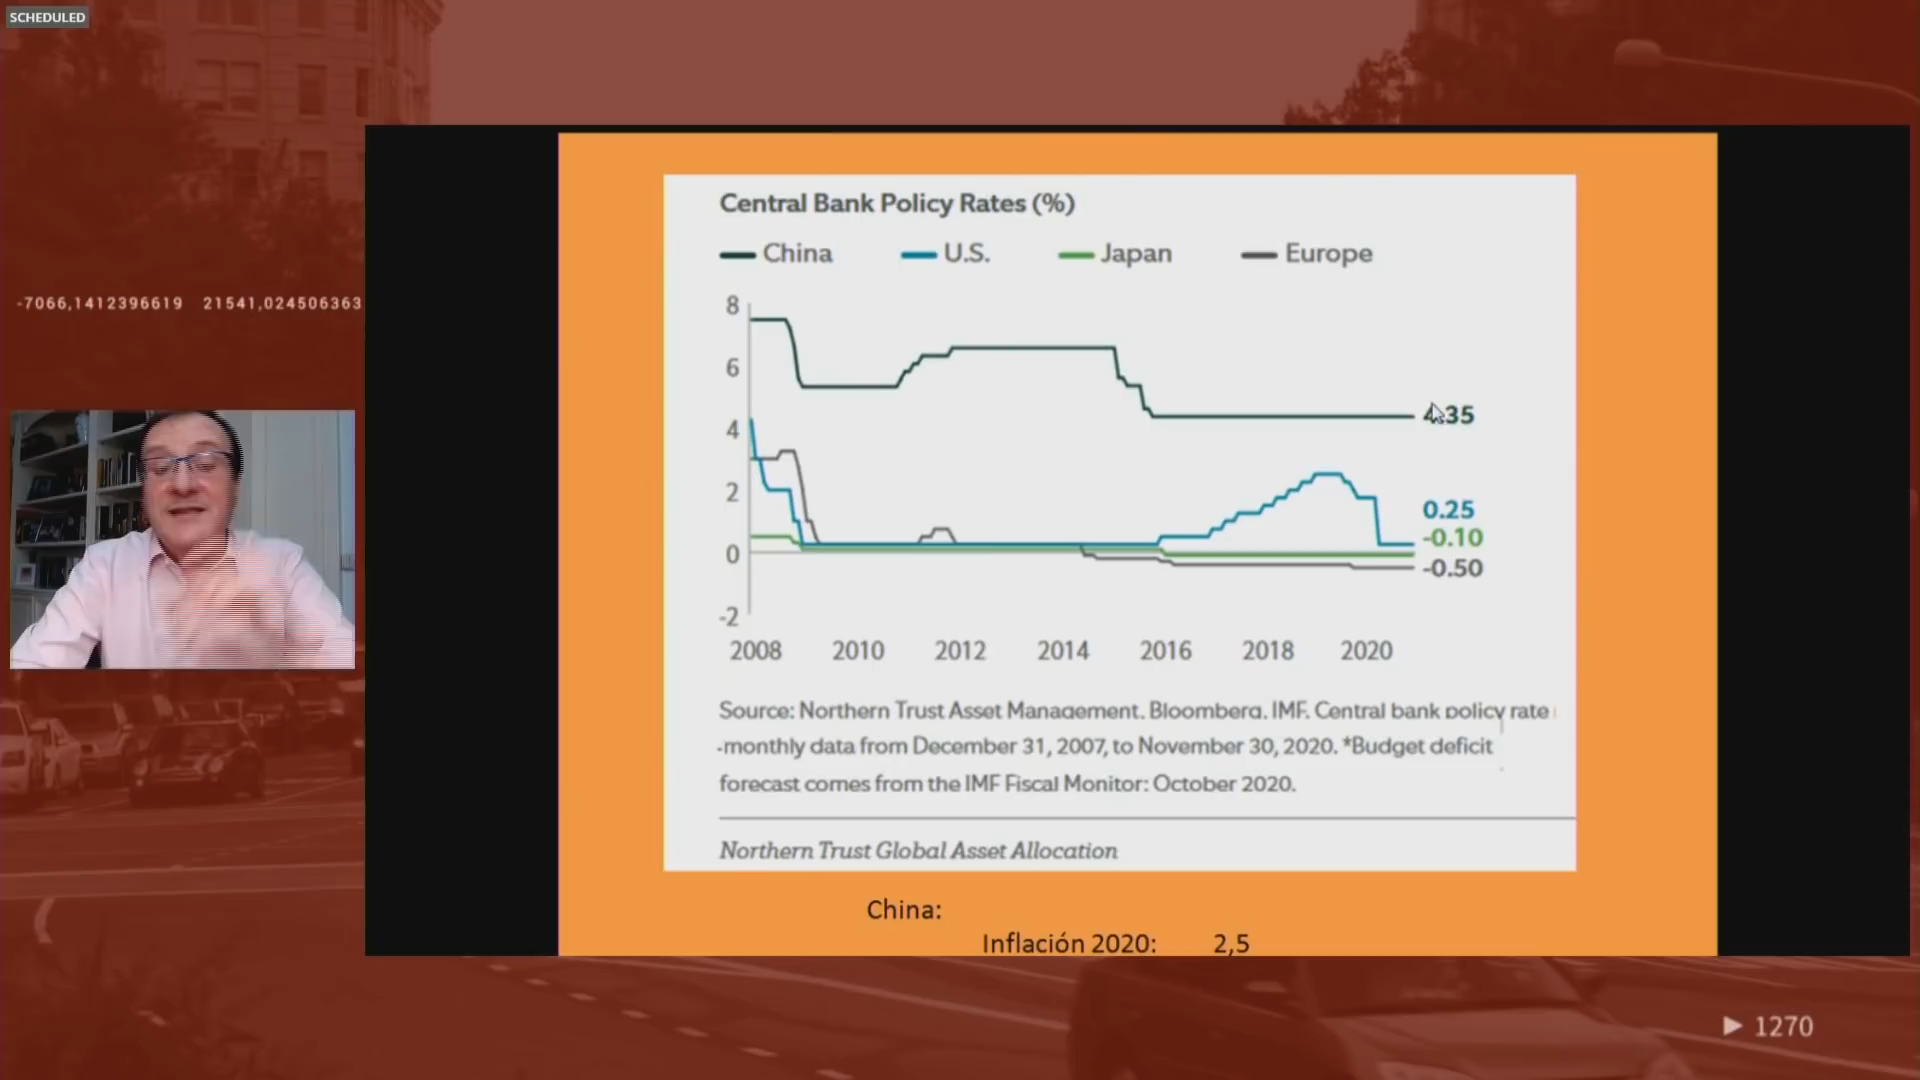 SCHEDULED
-7066,1412396619 21541,024506363
Central Bank Policy Rates (%)
China U.S. Japan Europe
8
6
4
2
0
-2
4.35
0.25
-0.10
-0.50
2008 2010 2012 2014 2016 2018 2020
Source: Northern Trust Asset Management, Bloomberg, IMF. Central bank policy rate
monthly data from December 31, 2007, to November 30, 2020. *Budget deficit
forecast comes from the IMF Fiscal Monitor: October 2020.
Northern Trust Global Asset Allocation
China:
Inflación 2020: 2,5
1270